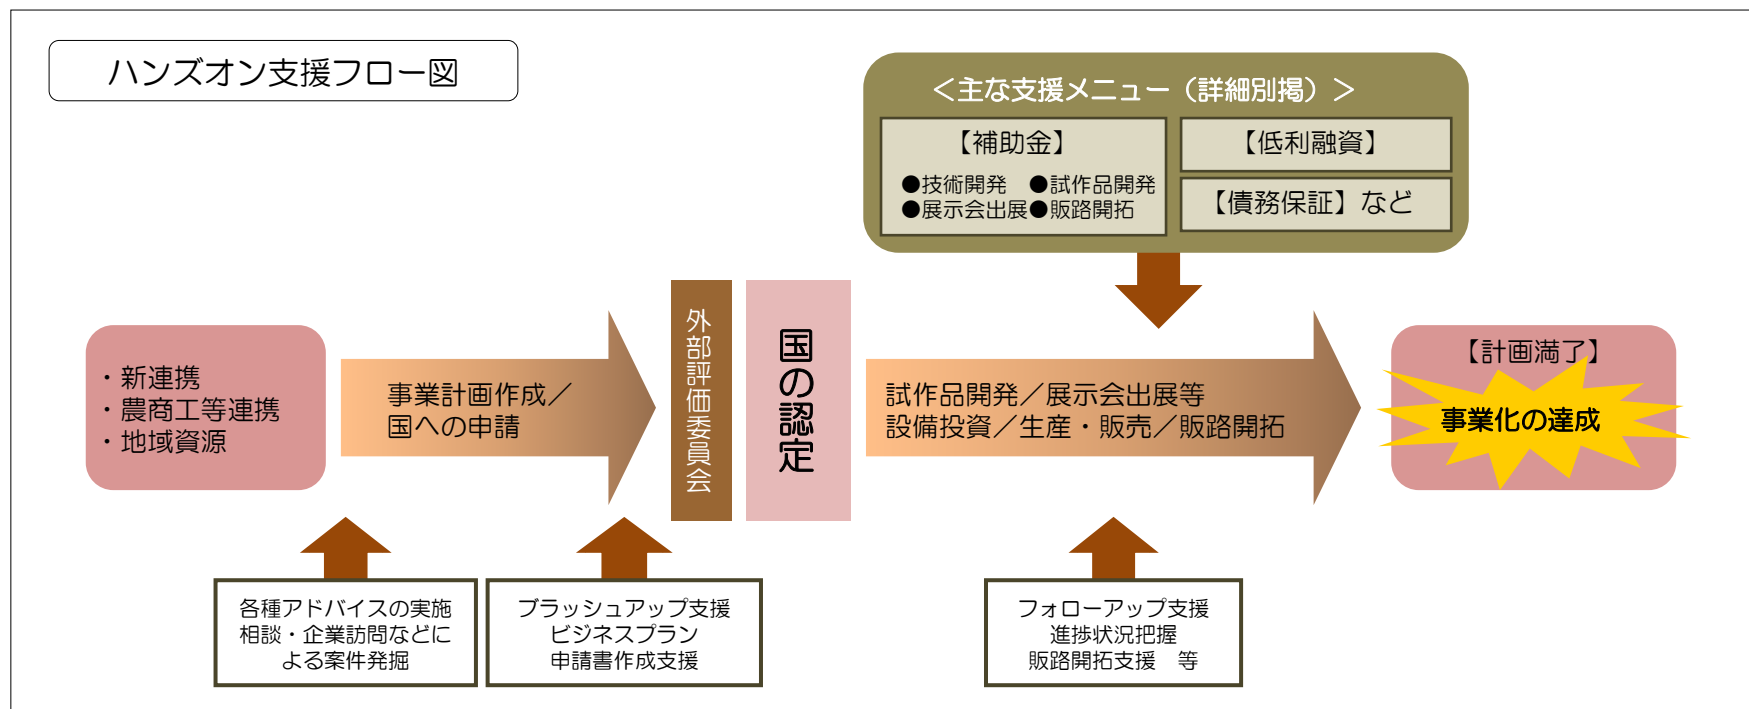 ハンズオン支援フロー図
＜主な支援メニュー（詳細別掲）＞
【補助金】
●技術開発　●試作品開発
●展示会出展●販路開拓
【低利融資】
【債務保証】など
・新連携
・農商工等連携
・地域資源
事業計画作成／
国への申請
外部評価委員会
国の認定
試作品開発／展示会出展等
設備投資／生産・販売／販路開拓
【計画満了】
事業化の達成
各種アドバイスの実施
相談・企業訪問などに
よる案件発掘
ブラッシュアップ支援
ビジネスプラン
申請書作成支援
フォローアップ支援
進捗状況把握
販路開拓支援　等